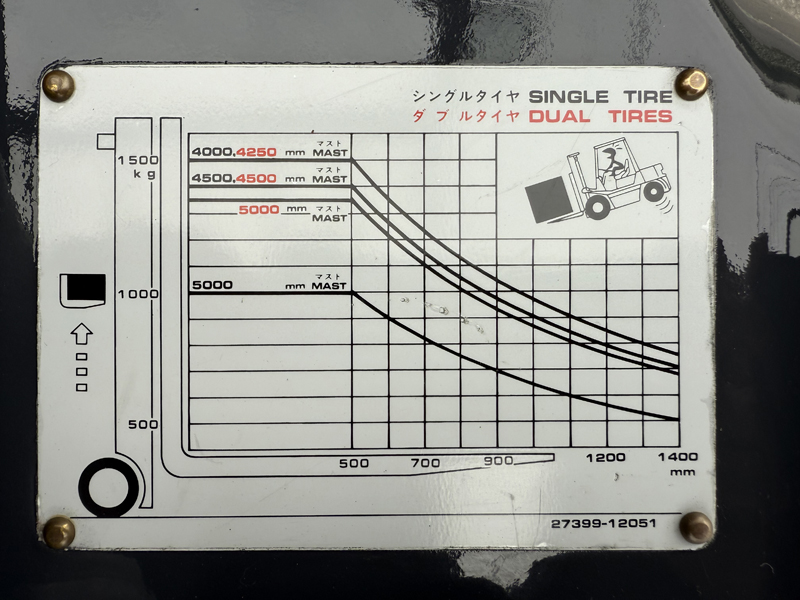 シングルタイヤ SINGLE TIRE
ダブルタイヤ DUAL TIRES
4000.4250 mm マスト MAST
1500
kg
4500.4500 mm マスト MAST
5000 mm マスト MAST
5000 mm マスト MAST
1000
500
500 700 900 1200 1400
mm
27399-12051